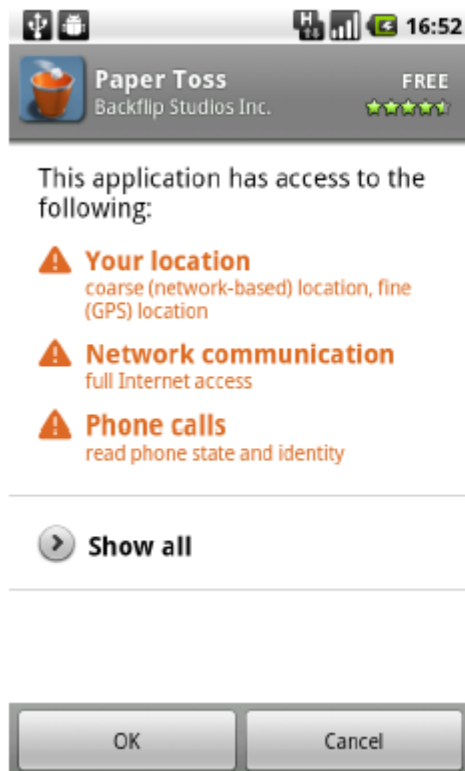 H 16:52
Paper Toss FREE
Backflip Studios Inc.
This application has access to the
following:
Your location
coarse (network-based) location, fine
(GPS) location
Network communication
full Internet access
Phone calls
read phone state and identity
Show all
OK Cancel